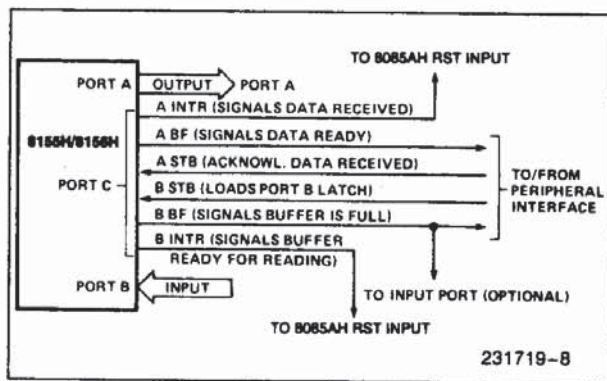 TO 8085AH RST INPUT
PORT A
OUTPUT
PORT A
A INTR (SIGNALS DATA RECEIVED)
8155H/8156H
A BF (SIGNALS DATA READY)
A STB (ACKNOWL. DATA RECEIVED)
PORT C
B STB (LOADS PORT B LATCH)
TO/FROM
PERIPHERAL
INTERFACE
B BF (SIGNALS BUFFER IS FULL)
B INTR (SIGNALS BUFFER
READY FOR READING)
PORT B
INPUT
TO INPUT PORT (OPTIONAL)
TO 8085AH RST INPUT
231719-8